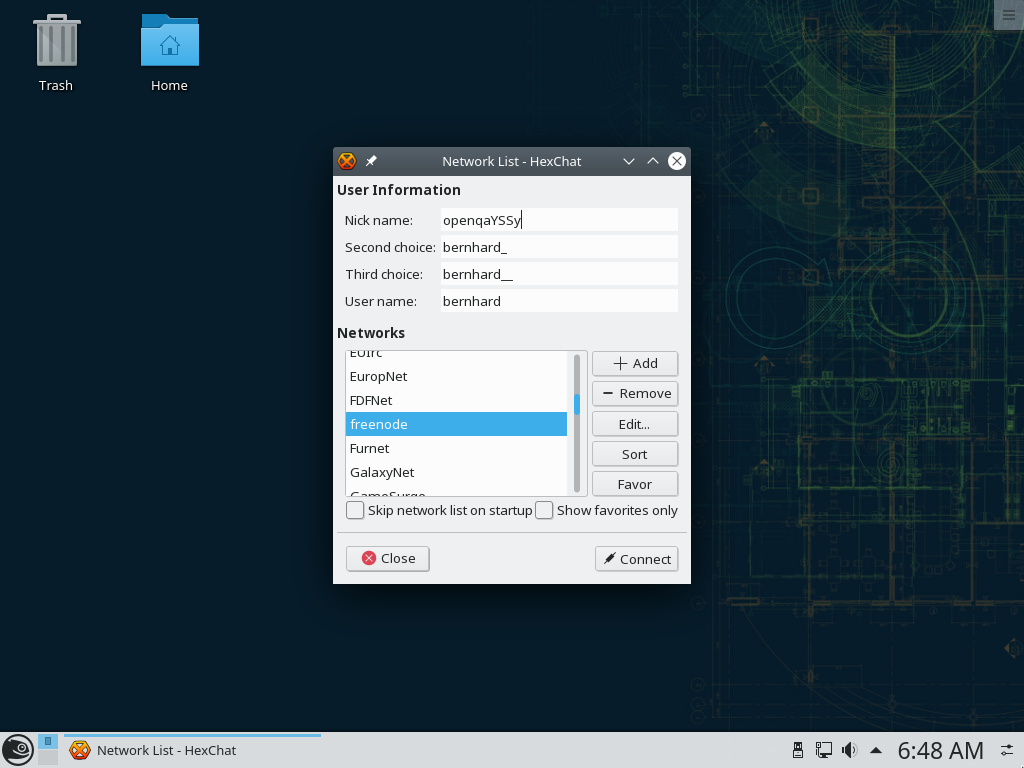 Trash
Home
Network List - HexChat
User Information
Nick name: openqaYSSy
Second choice: bernhard_
Third choice: bernhard__
User name: bernhard
Networks
EUIrc
EuropNet
FDFNet
freenode
Furnet
GalaxyNet
GameSurge
Add
Remove
Edit...
Sort
Favor
Skip network list on startup
Show favorites only
Close
Connect
Network List - HexChat
6:48 AM